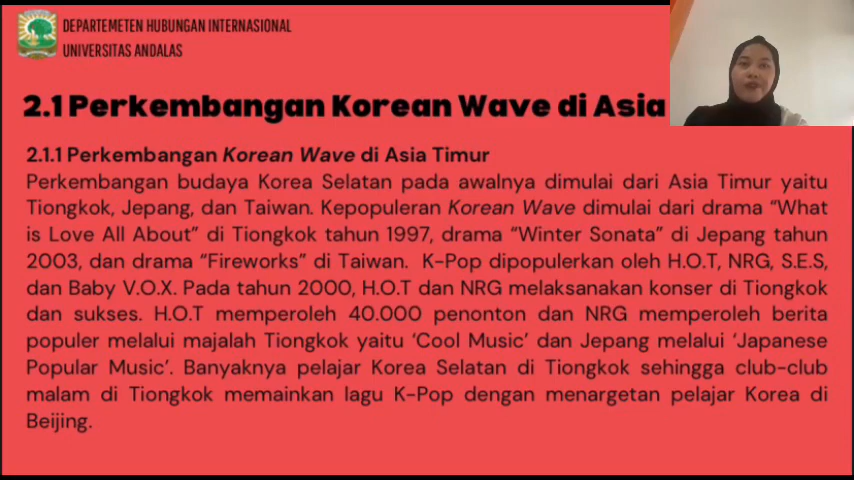 DEPARTEMETEN HUBUNGAN INTERNASIONAL
UNIVERSITAS ANDALAS
2.1 Perkembangan Korean Wave di Asia
2.1.1 Perkembangan Korean Wave di Asia Timur
Perkembangan budaya Korea Selatan pada awalnya dimulai dari Asia Timur yaitu
Tiongkok, Jepang, dan Taiwan. Kepopuleran Korean Wave dimulai dari drama “What
is Love All About” di Tiongkok tahun 1997, drama “Winter Sonata” di Jepang tahun
2003, dan drama “Fireworks” di Taiwan. K-Pop dipopulerkan oleh H.O.T, NRG, S.E.S,
dan Baby V.O.X. Pada tahun 2000, H.O.T dan NRG melaksanakan konser di Tiongkok
dan sukses. H.O.T memperoleh 40.000 penonton dan NRG memperoleh berita
populer melalui majalah Tiongkok yaitu ‘Cool Music’ dan Jepang melalui ‘Japanese
Popular Music’. Banyaknya pelajar Korea Selatan di Tiongkok sehingga club-club
malam di Tiongkok memainkan lagu K-Pop dengan menargetan pelajar Korea di
Beijing.